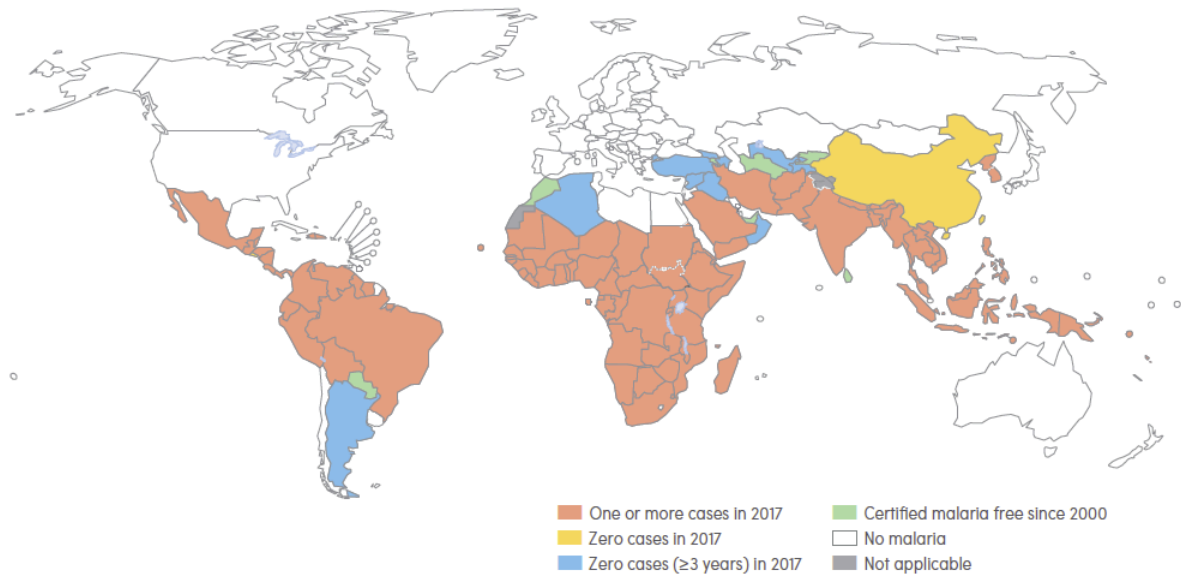 One or more cases in 2017
Zero cases in 2017
Zero cases (≥3 years) in 2017
Certified malaria free since 2000
No malaria
Not applicable